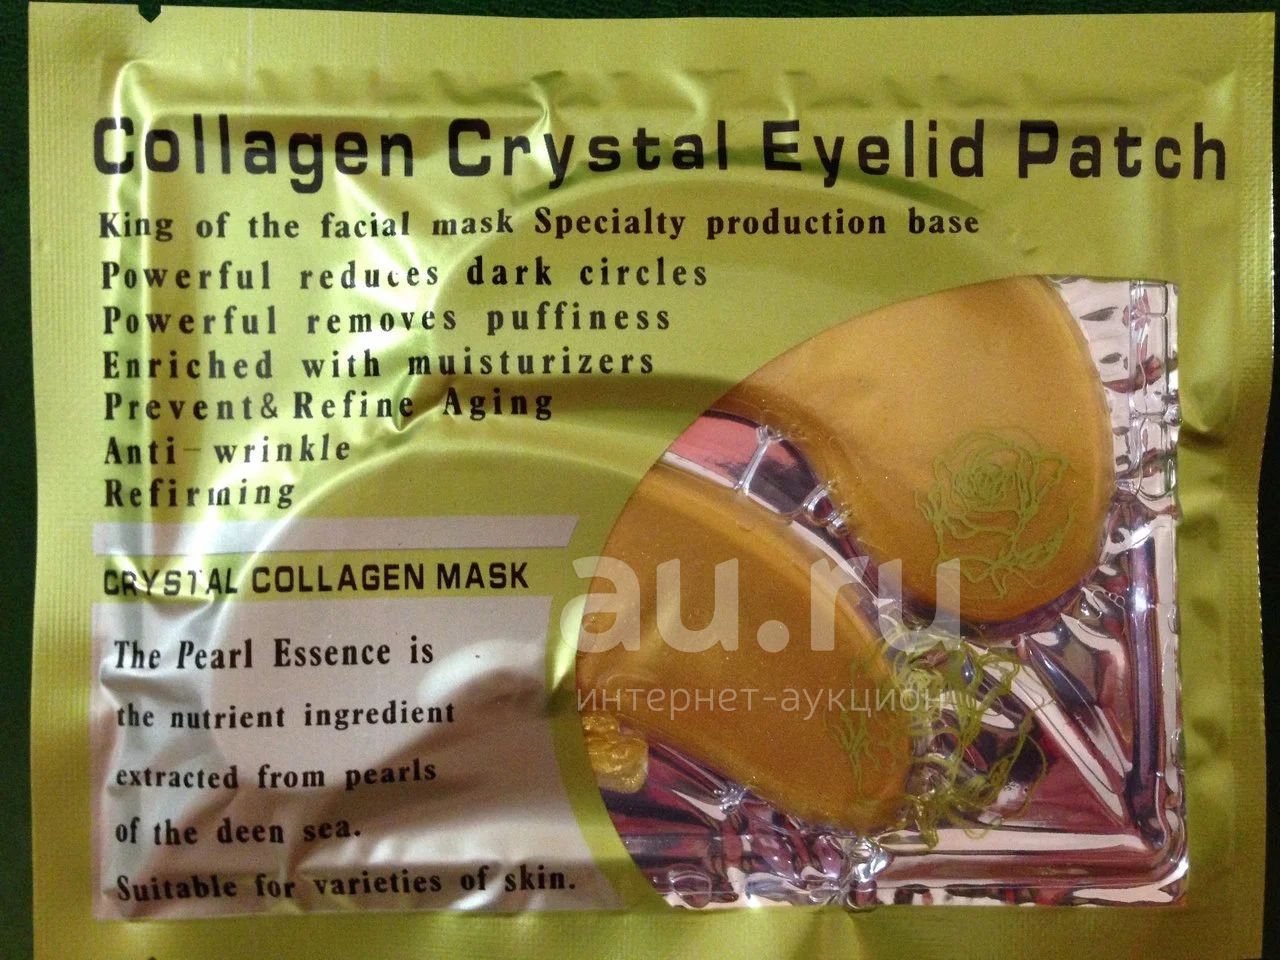 Collagen Crystal Eyelid Patch
King of the facial mask Specialty production base
Powerful reduces dark circles
Powerful removes puffiness
Enriched with muisturizers
Prevent& Refine Aging
Anti-wrinkle
Refirming
CRYSTAL COLLAGEN MASK
The Pearl Essence is
the nutrient ingredient
extracted from pearls
of the deen sea.
Suitable for varieties of skin.
au.ru
интернет-аукцион